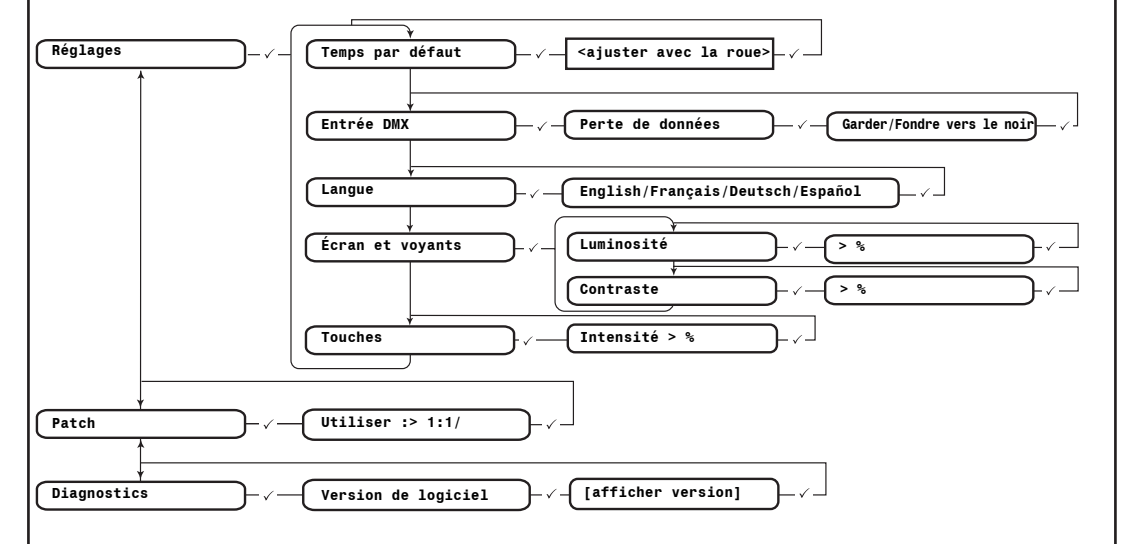 Réglages
Temps par défaut
<ajuster avec la roue>
Entrée DMX
Perte de données
Garder/Fondre vers le noir
Langue
English/Français/Deutsch/Español
Écran et voyants
Luminosité
> %
Contraste
> %
Touches
Intensité > %
Patch
Utiliser :> 1:1/
Diagnostics
Version de logiciel
[afficher version]